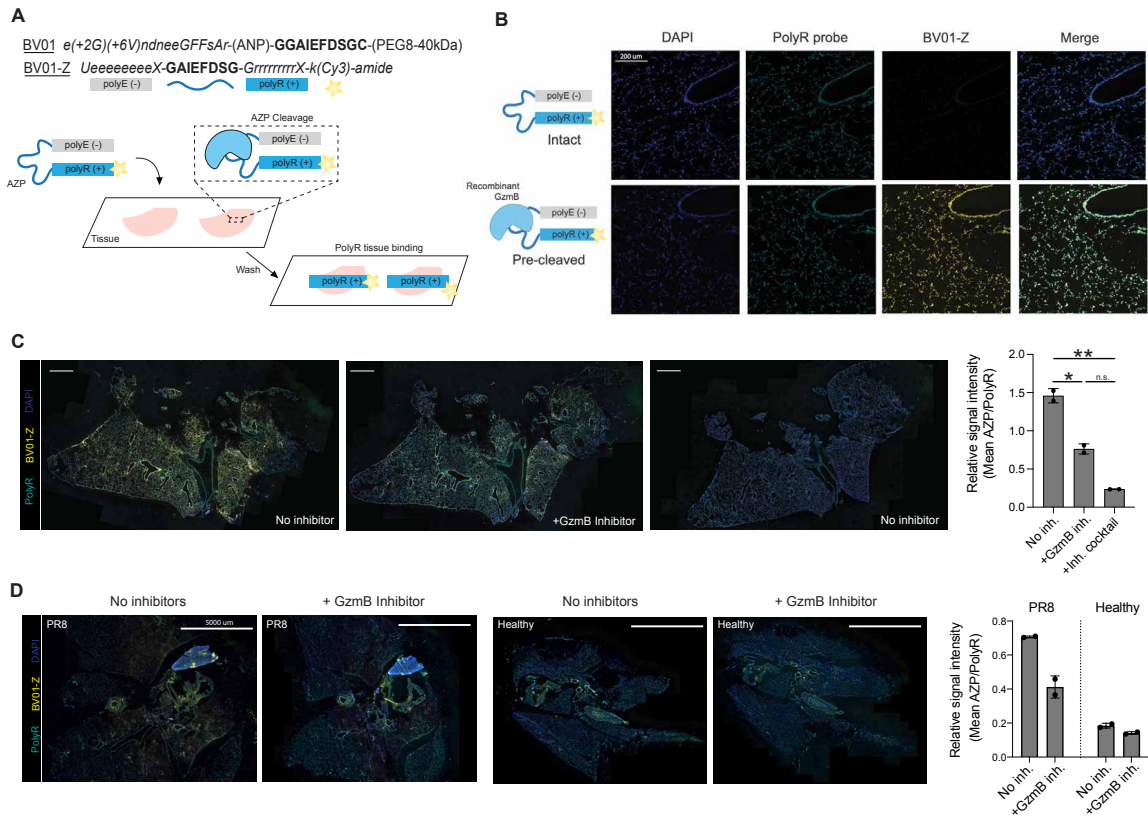 A
BV01 e(+2G)(+6V)ndneeGFFsAr-(ANP)-GGAIEFDSGC-(PEG8-40kDa)
BV01-Z UeeeeeeeeX-GAIEFDSG-GrrrrrrrrrX-k(Cy3)-amide
polyE (-)
polyR (+)
AZP Cleavage
polyE (-)
polyR (+)
AZP
polyE (-)
polyR (+)
Tissue
Wash
PolyR tissue binding
polyR (+)
polyR (+)
B
DAPI
PolyR probe
BV01-Z
Merge
200 um
polyE (-)
polyR (+)
Intact
Recombinant
GzmB
polyE (-)
polyR (+)
Pre-cleaved
C
PolyR BV01-Z DAPI
No inhibitor
+GzmB Inhibitor
No inhibitor
Relative signal intensity
(Mean AZP/PolyR)
2.0
1.5
1.0
0.5
0.0
**
*
n.s.
No inh.
+GzmB inh.
+Inh. cocktail
D
No inhibitors
+ GzmB Inhibitor
No inhibitors
+ GzmB Inhibitor
PolyR BV01-Z DAPI
PR8
5000 um
PR8
Healthy
Healthy
PR8
Healthy
Relative signal intensity
(Mean AZP/PolyR)
0.8
0.6
0.4
0.2
0.0
No inh.
+GzmB inh.
No inh.
+GzmB inh.